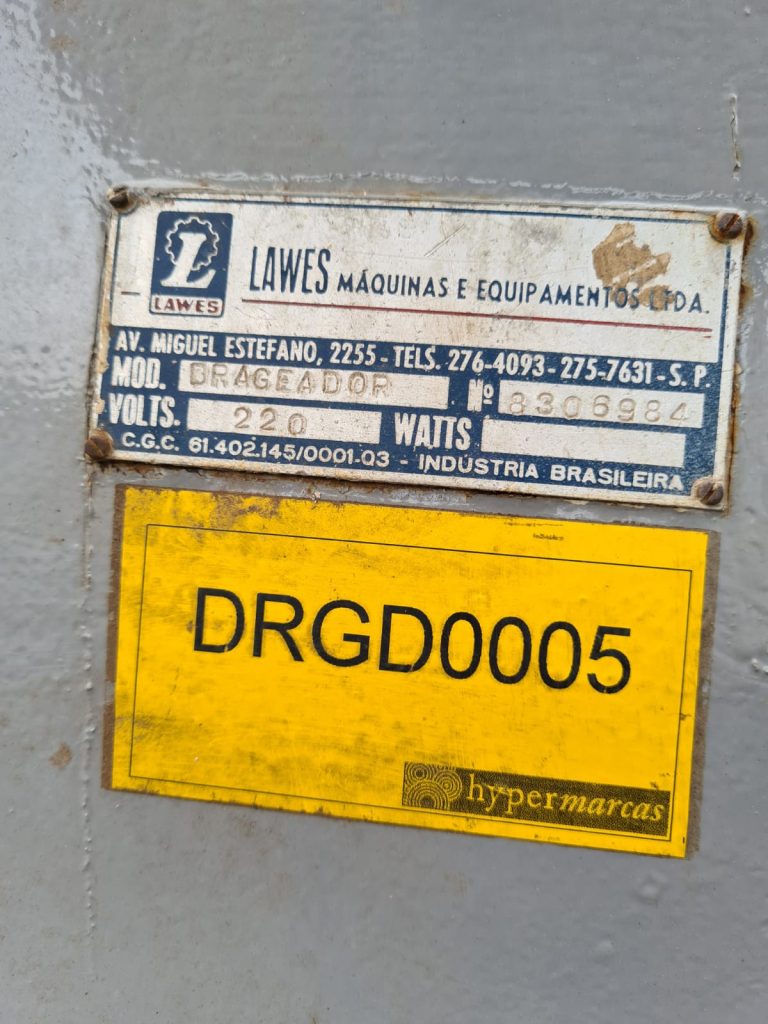 L
LAWES
LAWES MÁQUINAS E EQUIPAMENTOS LTDA.
AV. MIGUEL ESTEFANO, 2255 - TELS. 276-4093 - 275-7631 - S. P.
MOD. DRAGEADOR Nº 8306984
VOLTS. 220 WATTS
C.G.C. 61.402.145/0001-03 - INDÚSTRIA BRASILEIRA
DRGD0005
hypermarcas